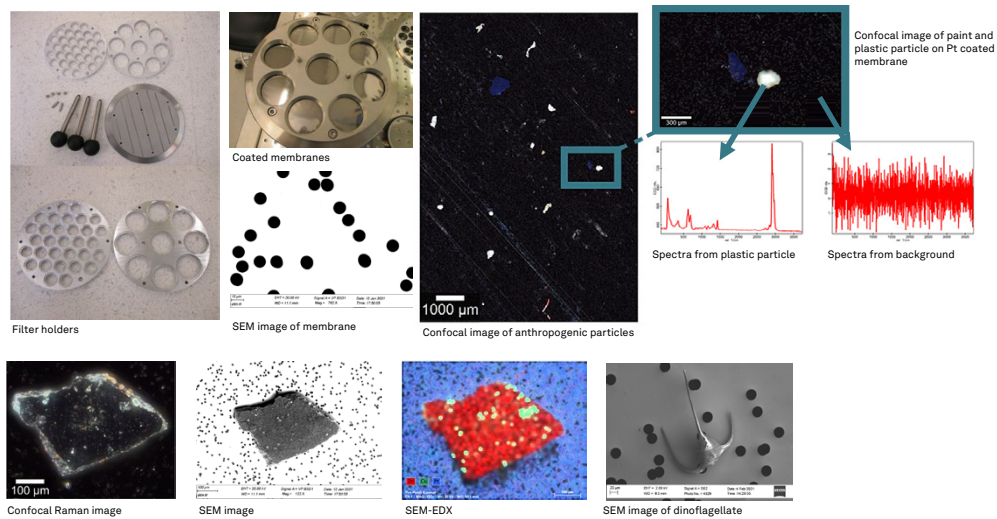 Confocal image of paint and
plastic particle on Pt coated
membrane
300 µm
Coated membranes
Spectra from plastic particle
Spectra from background
1000 µm
Filter holders
SEM image of membrane
Confocal image of anthropogenic particles
100 µm
Confocal Raman image
SEM image
SEM-EDX
SEM image of dinoflagellate